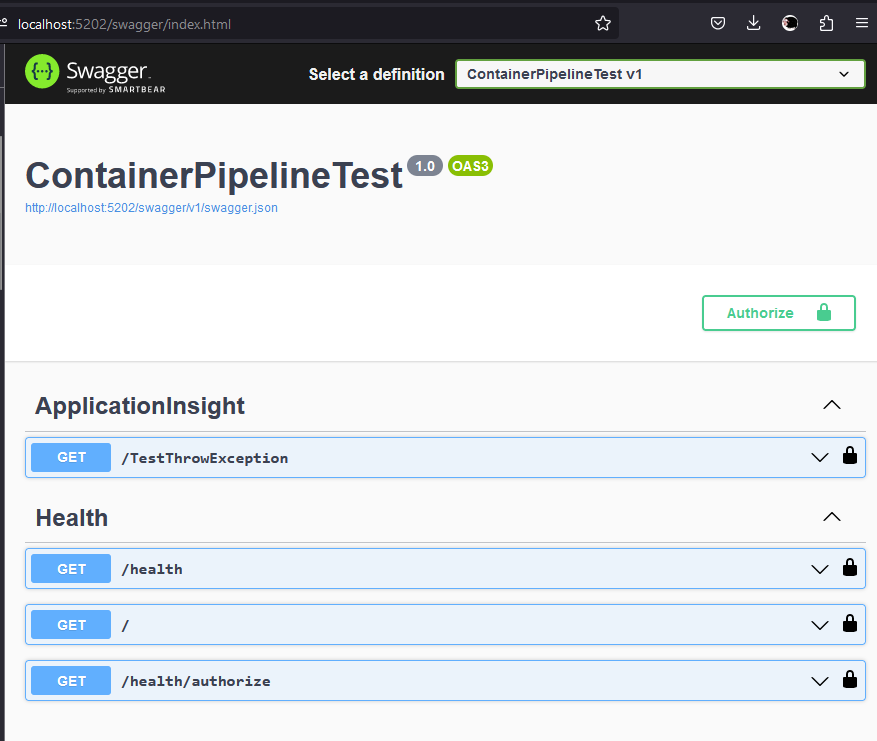 localhost:5202/swagger/index.html
Swagger.
Supported by SMARTBEAR
Select a definition
ContainerPipelineTest v1
ContainerPipelineTest 1.0 OAS3
http://localhost:5202/swagger/v1/swagger.json
Authorize
ApplicationInsight
GET /TestThrowException
Health
GET /health
GET /
GET /health/authorize